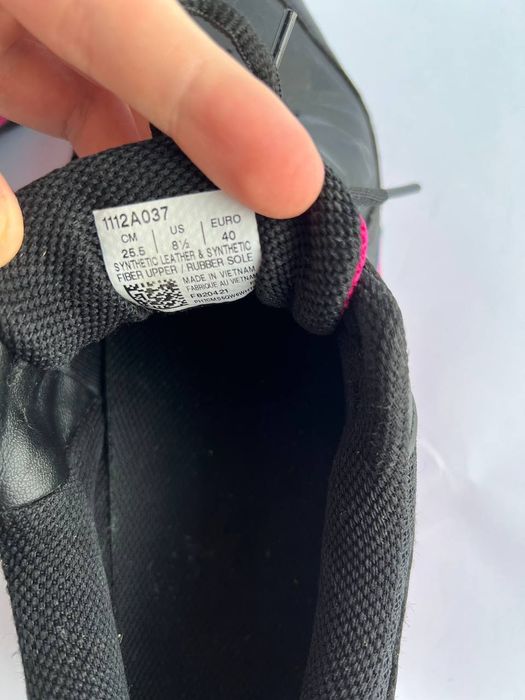 1112A037
CM | US | EURO
25.5 | 8½ | 40
SYNTHETIC LEATHER & SYNTHETIC
FIBER UPPER / RUBBER SOLE
MADE IN VIETNAM
FABRIQUE AU VIETNAM
FB20421